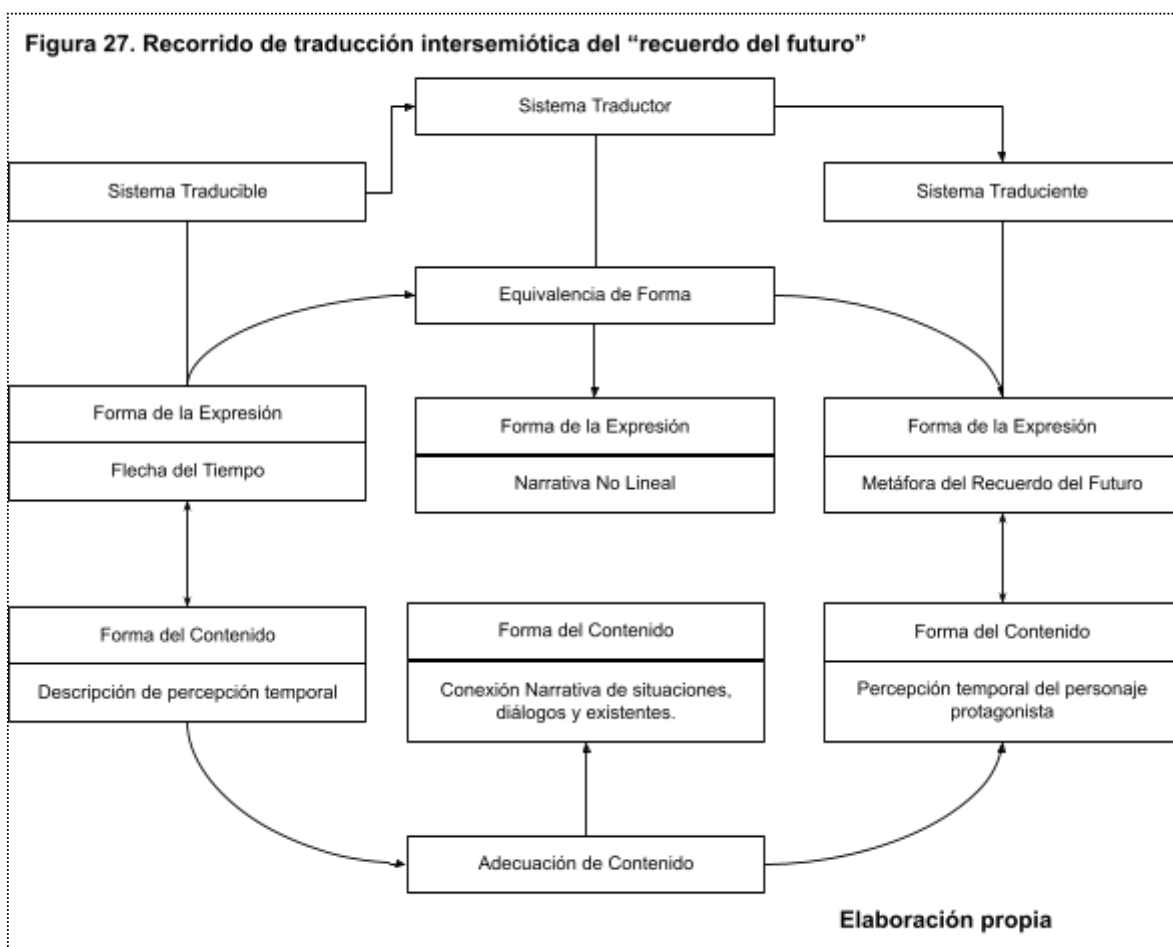 Figura 27. Recorrido de traducción intersemiótica del “recuerdo del futuro”
Sistema Traductor
Sistema Traducible
Sistema Traduciente
Equivalencia de Forma
Forma de la Expresión
Flecha del Tiempo
Forma de la Expresión
Narrativa No Lineal
Forma de la Expresión
Metáfora del Recuerdo del Futuro
Forma del Contenido
Descripción de percepción temporal
Forma del Contenido
Conexión Narrativa de situaciones,
diálogos y existentes.
Forma del Contenido
Percepción temporal del personaje
protagonista
Adecuación de Contenido
Elaboración propia